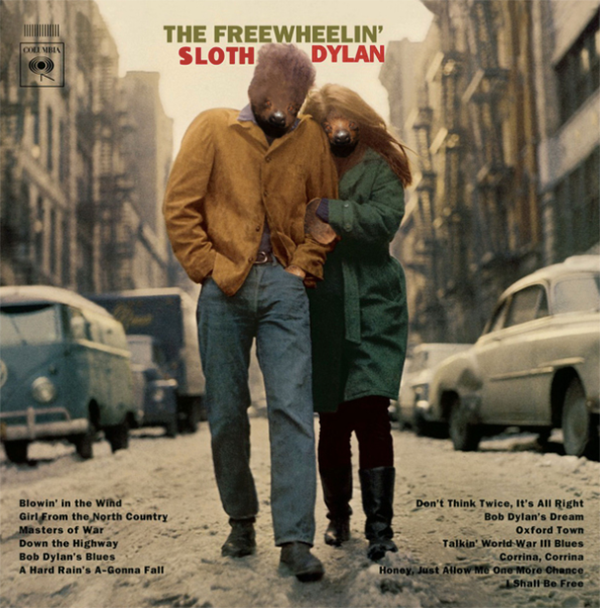 COLUMBIA
THE FREEWHEELIN'
SLOTH DYLAN
Blowin' in the Wind
Girl From the North Country
Masters of War
Down the Highway
Bob Dylan's Blues
A Hard Rain's A-Gonna Fall
Don't Think Twice, It's All Right
Bob Dylan's Dream
Oxford Town
Talkin' World War III Blues
Corrina, Corrina
Honey, Just Allow Me One More Chance
I Shall Be Free